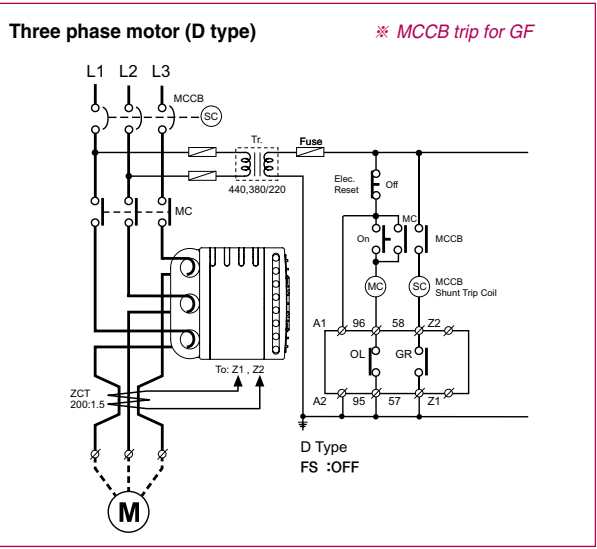 Three phase motor (D type)
※ MCCB trip for GF
L1 L2 L3
MCCB
SC
Tr.
Fuse
440,380/220
Elec.
Reset
Off
MC
On
MC
MCCB
MC
SC
MCCB
Shunt Trip Coil
A1 96 58 Z2
OL GR
To: Z1 , Z2
A2 95 57 Z1
ZCT
200:1.5
D Type
FS :OFF
M